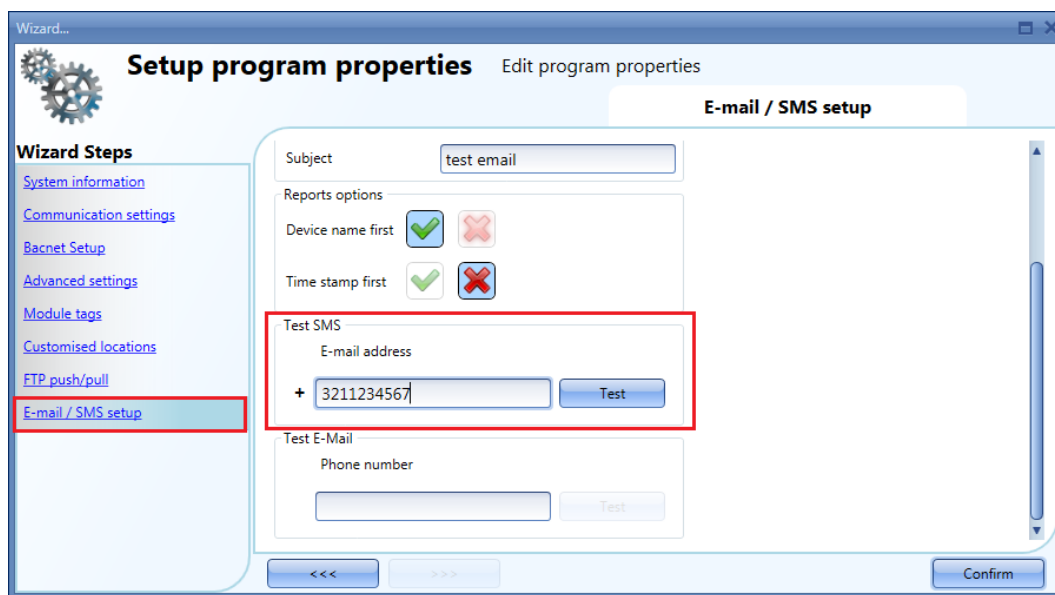 Wizard...
Setup program properties Edit program properties
E-mail / SMS setup
Wizard Steps
System information
Communication settings
Bacnet Setup
Advanced settings
Module tags
Customised locations
FTP push/pull
E-mail / SMS setup
Subject test email
Reports options
Device name first
Time stamp first
Test SMS
E-mail address
+ 3211234567 Test
Test E-Mail
Phone number
Test
<<< >>> Confirm